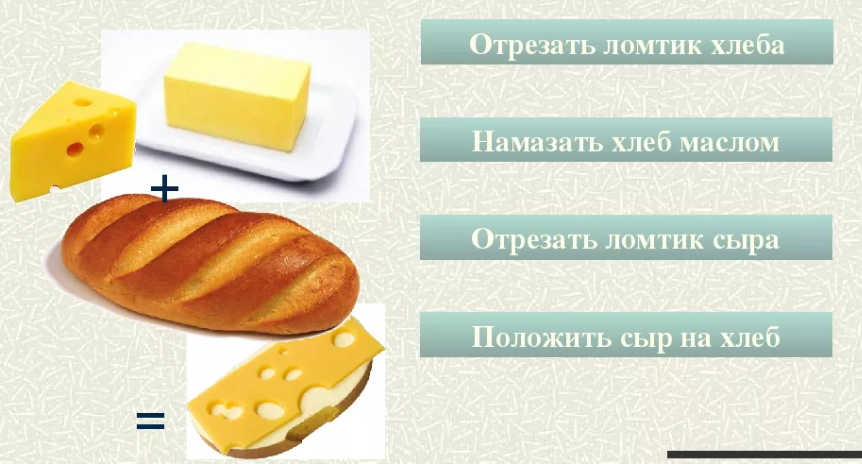 Отрезать ломтик хлеба
Намазать хлеб маслом
Отрезать ломтик сыра
Положить сыр на хлеб
+
=